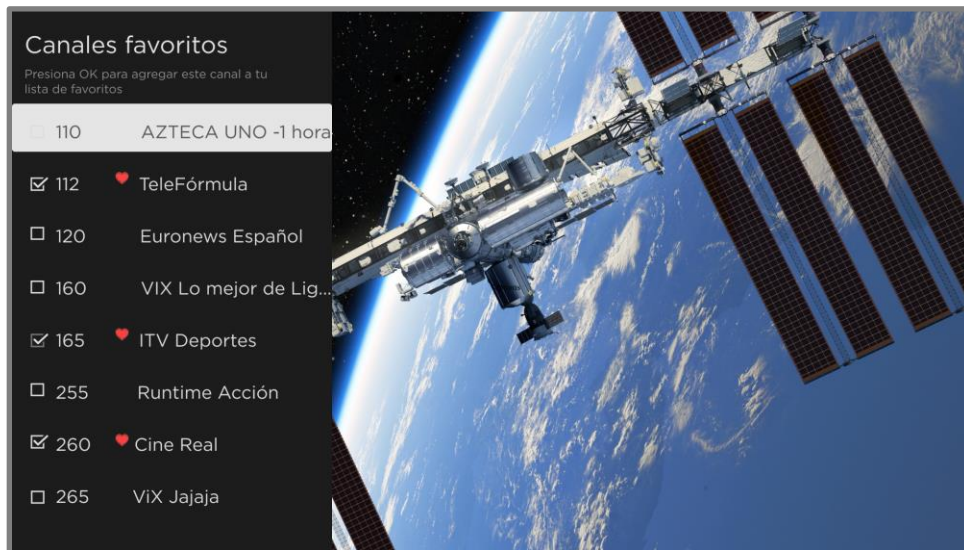 Canales favoritos
Presiona OK para agregar este canal a tu
lista de favoritos
110 AZTECA UNO -1 hora
112 TeleFórmula
120 Euronews Español
160 VIX Lo mejor de Lig...
165 ITV Deportes
255 Runtime Acción
260 Cine Real
265 ViX Jajaja